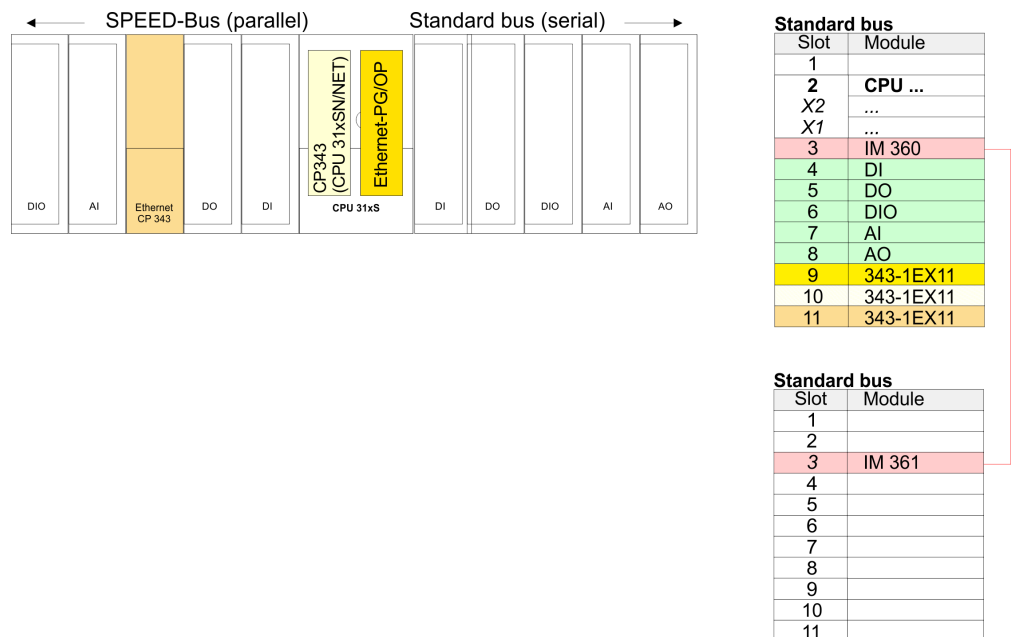 SPEED-Bus (parallel)
Standard bus (serial)
DIO
AI
Ethernet
CP 343
DO
DI
CP343
(CPU 31xSN/NET)
Ethernet-PG/OP
CPU 31xS
DI
DO
DIO
AI
AO
Standard bus
Slot Module
1
2 CPU ...
X2 ...
X1 ...
3 IM 360
4 DI
5 DO
6 DIO
7 AI
8 AO
9 343-1EX11
10 343-1EX11
11 343-1EX11
Standard bus
Slot Module
1
2
3 IM 361
4
5
6
7
8
9
10
11